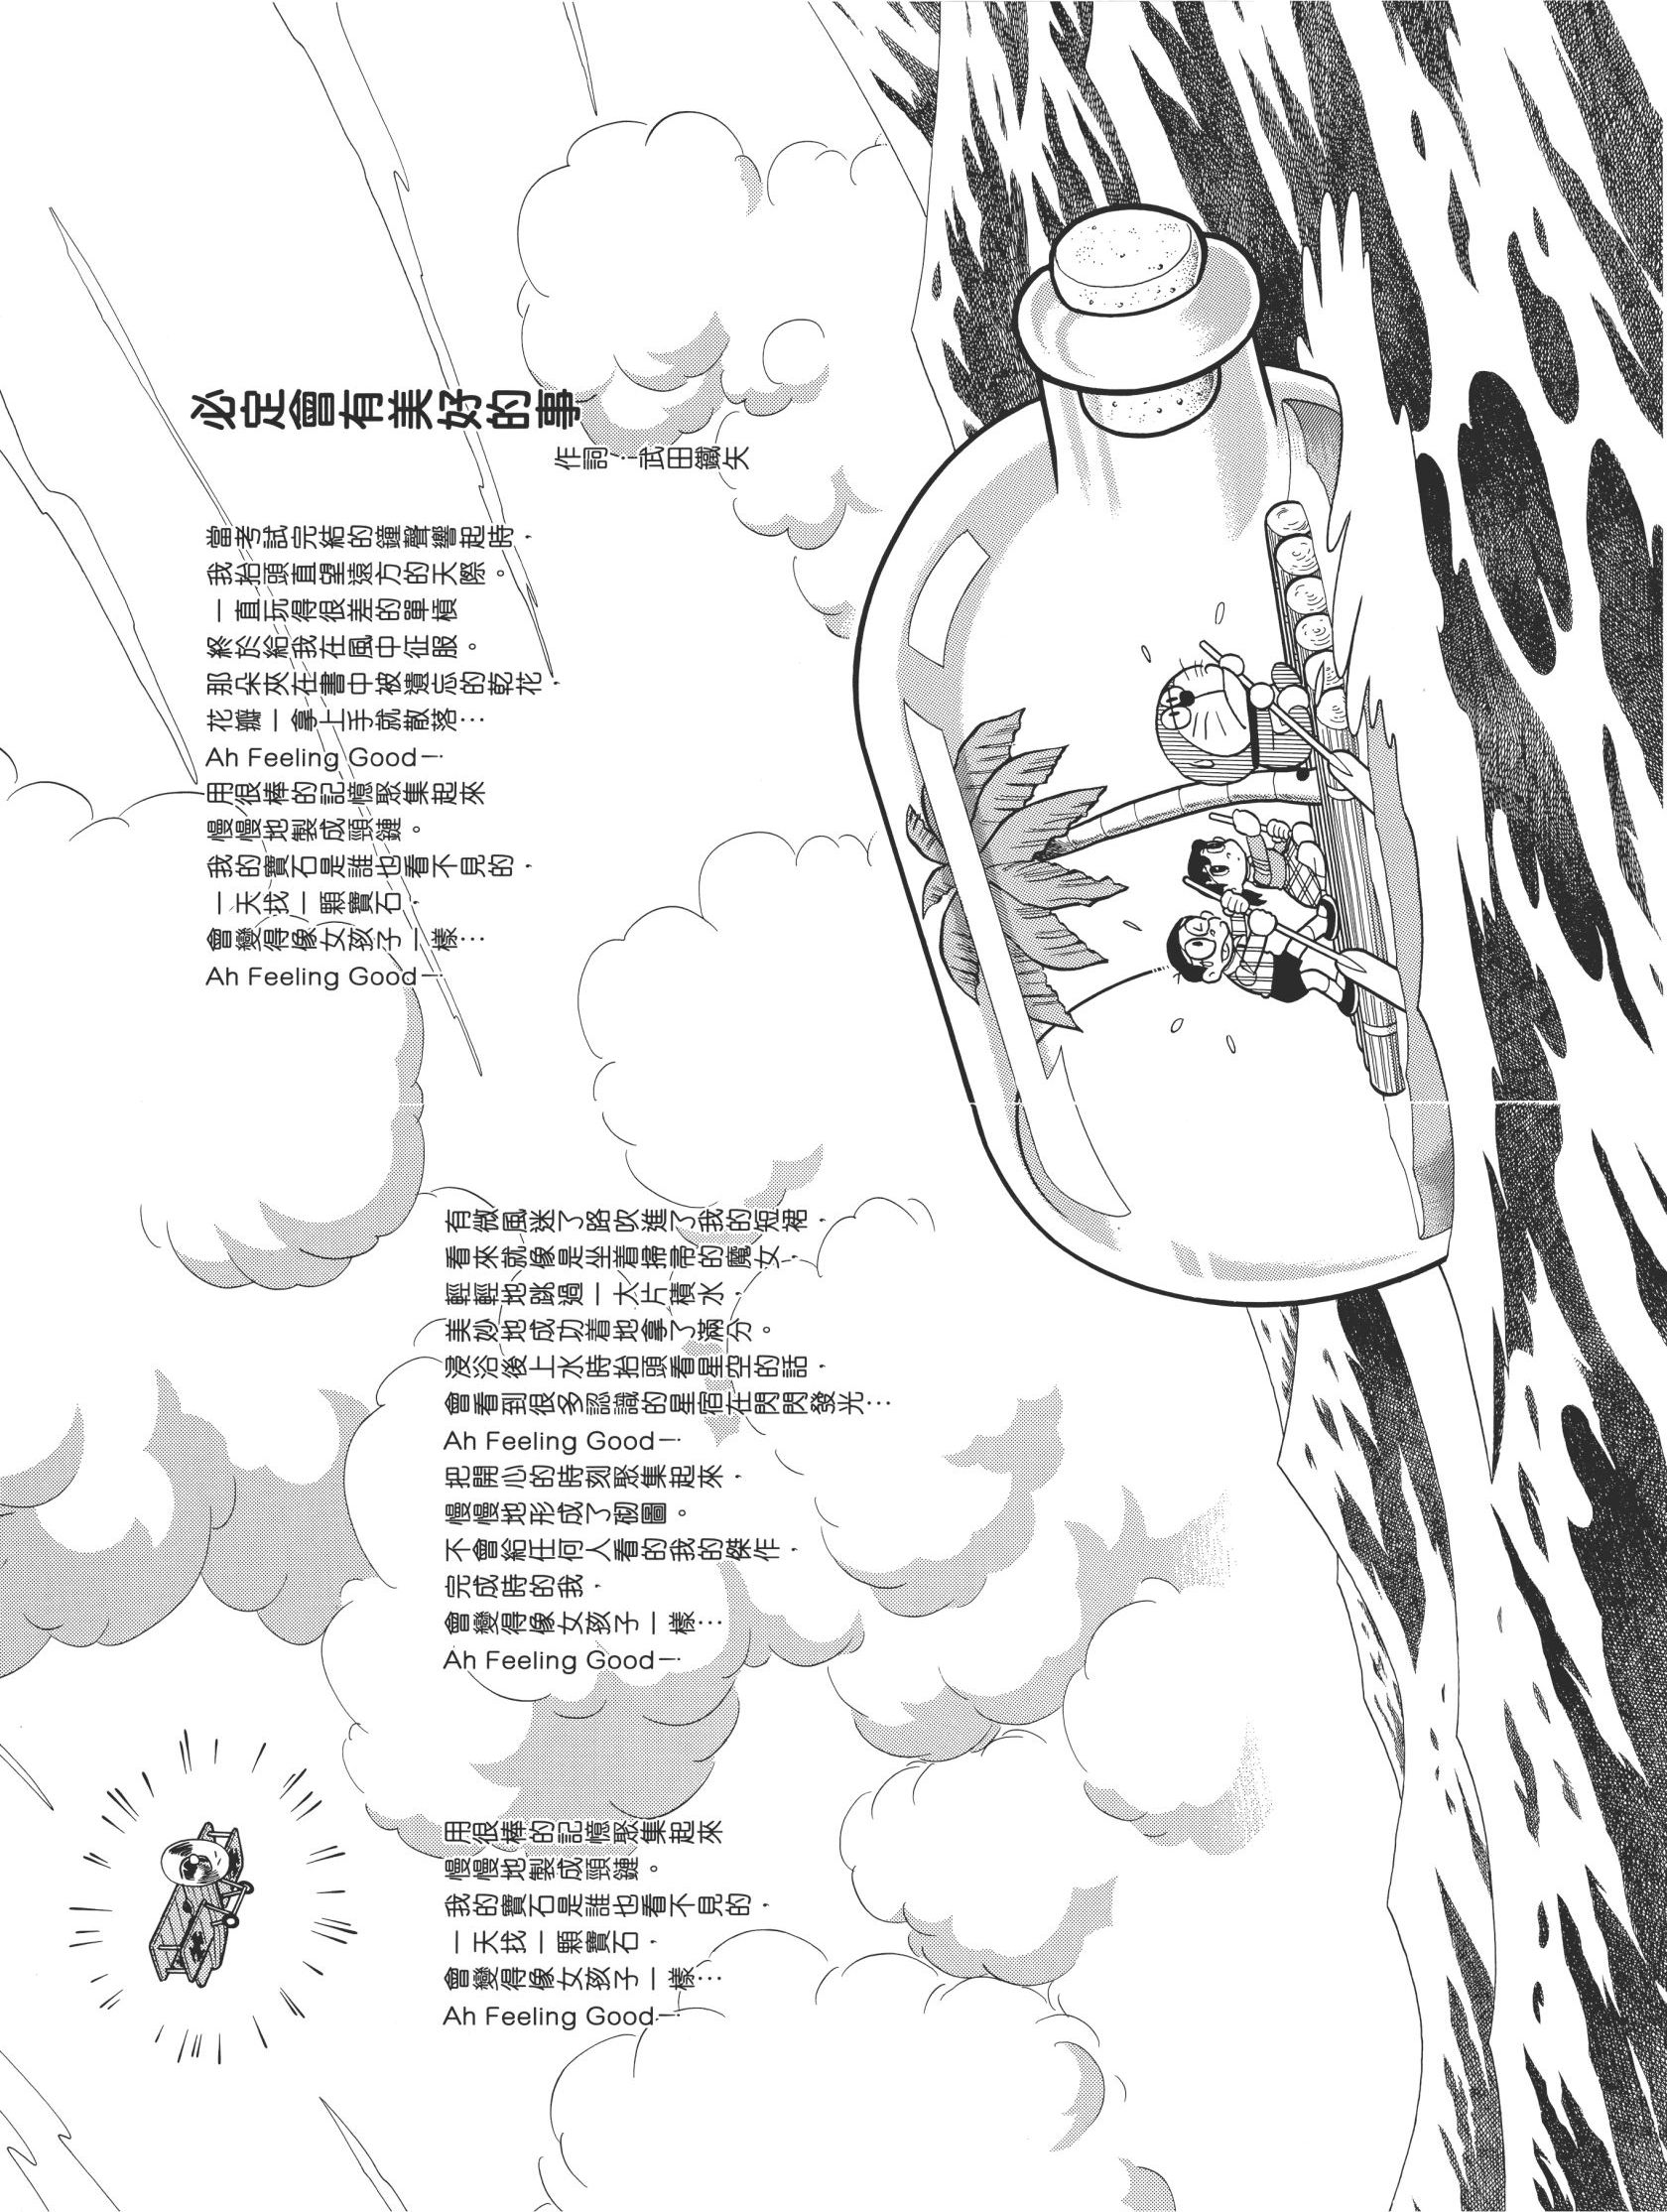 必定會有美好的事
作詞：武田鐵矢
當考試完結的鐘聲響起時，
我抬頭直望遠方的天際。
一直玩得很差的單槓
終於給我在風中征服。
那朵夾在書中被遺忘的乾花，
花瓣一拿上手就散落…
Ah Feeling Good—!
用很棒的記憶聚集起來
慢慢地製成頸鏈。
我的寶石是誰也看不見的，
一天找一顆寶石，
會變得像女孩子一樣…
Ah Feeling Good—!
有微風迷了路吹進了我的短裙，
看來就像是坐着掃帚的魔女，
輕輕地跳過一大片積水，
美妙地成功着地拿了滿分。
浸浴後上水時抬頭看星空的話，
會看到很多認識的星宿在閃閃發光…
Ah Feeling Good—!
把開心的時刻聚集起來，
慢慢地形成了砌圖。
不會給任何人看的我的傑作，
完成時的我，
會變得像女孩子一樣…
Ah Feeling Good—!
用很棒的記憶聚集起來
慢慢地製成頸鏈。
我的寶石是誰也看不見的，
一天找一顆寶石，
會變得像女孩子一樣…
Ah Feeling Good—!